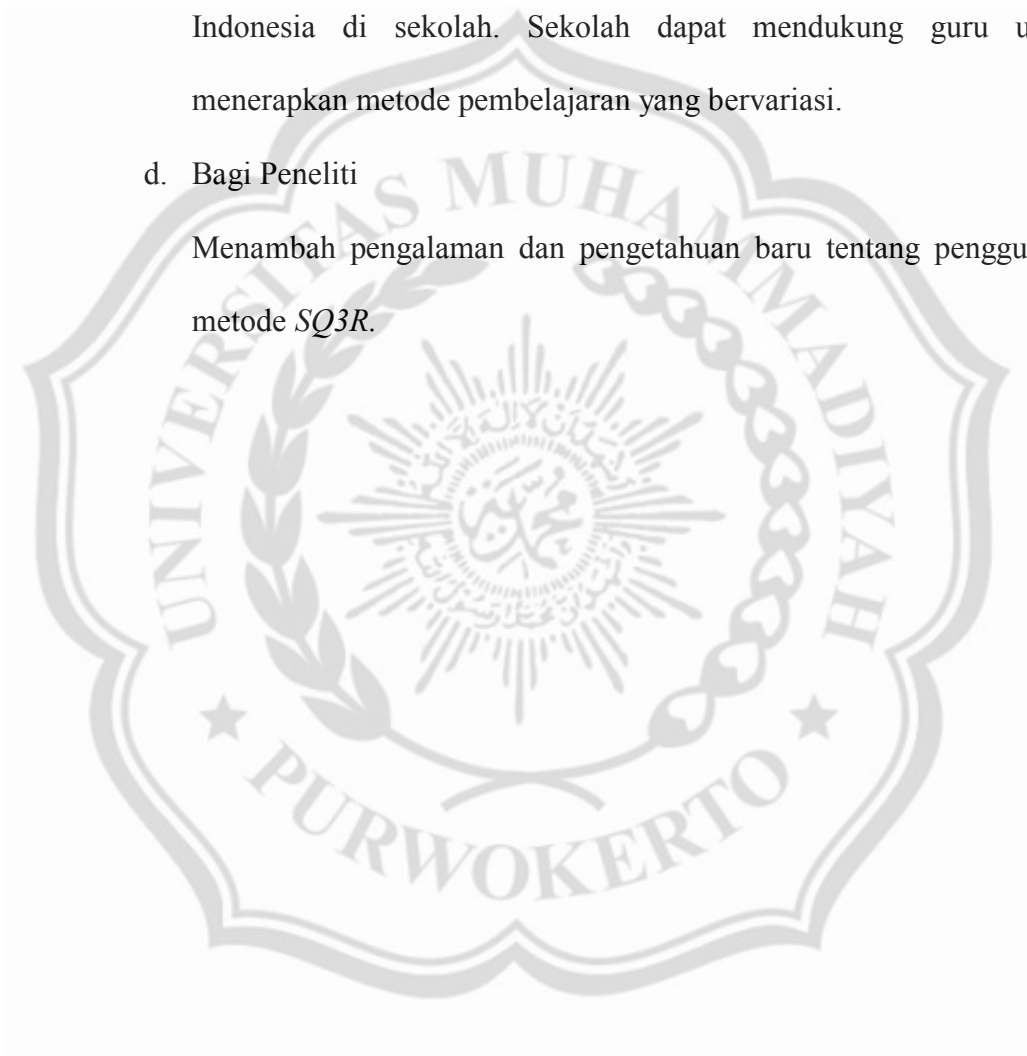 Indonesia di sekolah. Sekolah dapat mendukung guru u
menerapkan metode pembelajaran yang bervariasi.
d. Bagi Peneliti
Menambah pengalaman dan pengetahuan baru tentang penggu
metode SQ3R.
UNIVERSITAS MUHAMMADIYAH
PURWOKERTO